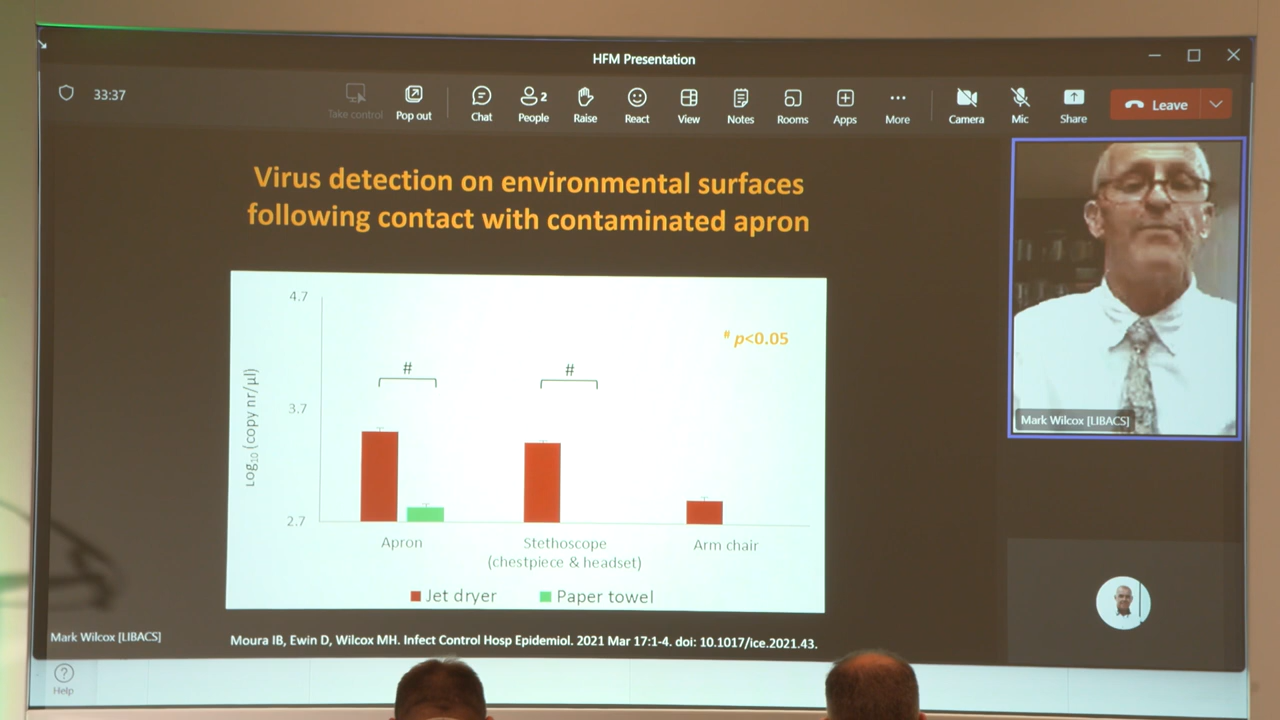 HFM Presentation
33:37
Take control
Pop out
Chat
People
2
Raise
React
View
Notes
Rooms
Apps
More
Camera
Mic
Share
Leave
Virus detection on environmental surfaces
following contact with contaminated apron
4.7
3.7
2.7
Log₁₀ (copy nr/µl)
# p<0.05
#
#
Apron
Stethoscope
(chestpiece & headset)
Arm chair
Jet dryer
Paper towel
Mark Wilcox [LIBACS]
Mark Wilcox [LIBACS]
Moura IB, Ewin D, Wilcox MH. Infect Control Hosp Epidemiol. 2021 Mar 17:1-4. doi: 10.1017/ice.2021.43.
Help